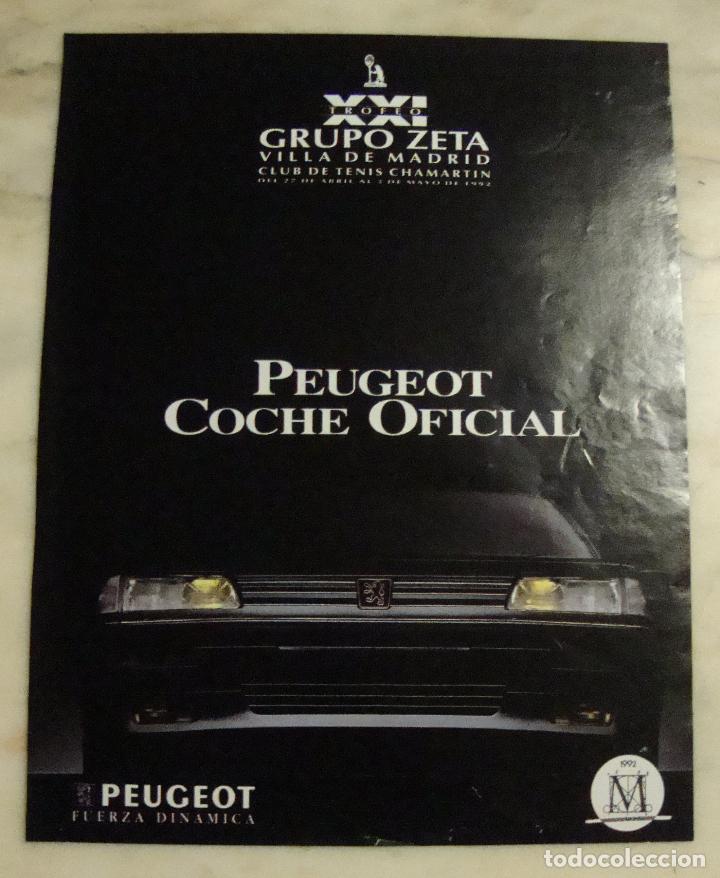 XXI
TROFEO
GRUPO ZETA
VILLA DE MADRID
CLUB DE TENIS CHAMARTIN
DEL 27 DE ABRIL AL 3 DE MAYO DE 1992
PEUGEOT
COCHE OFICIAL
PEUGEOT
FUERZA DINAMICA
1992
M
todocoleccion.net